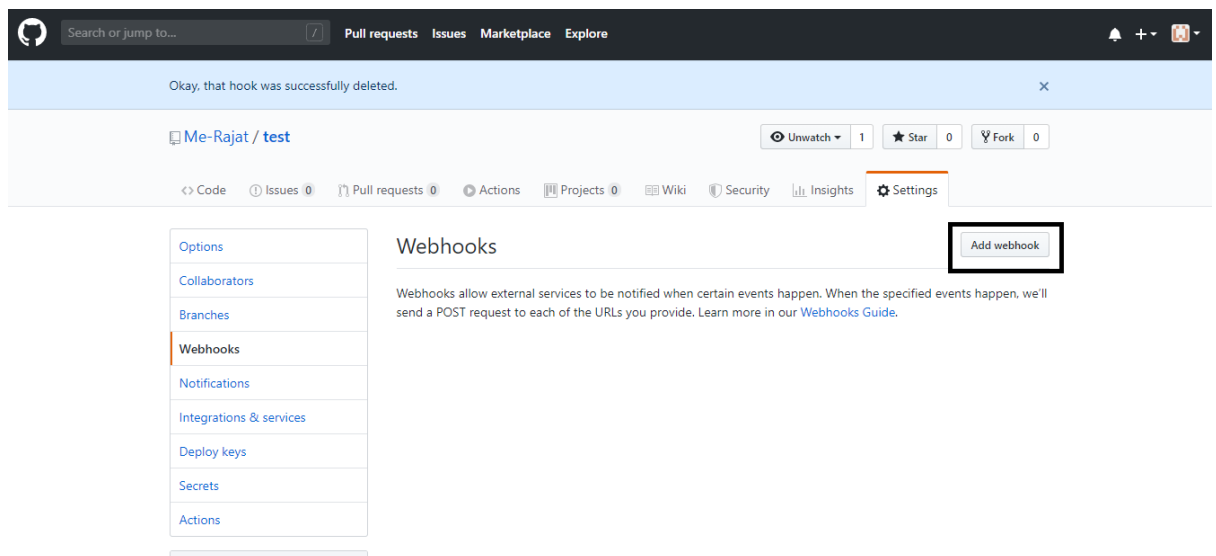 Search or jump to... /
Pull requests Issues Marketplace Explore
Okay, that hook was successfully deleted.
Me-Rajat / test
Unwatch 1 Star 0 Fork 0
Code Issues 0 Pull requests 0 Actions Projects 0 Wiki Security Insights Settings
Options
Collaborators
Branches
Webhooks
Notifications
Integrations & services
Deploy keys
Secrets
Actions
Webhooks
Add webhook
Webhooks allow external services to be notified when certain events happen. When the specified events happen, we'll
send a POST request to each of the URLs you provide. Learn more in our Webhooks Guide.